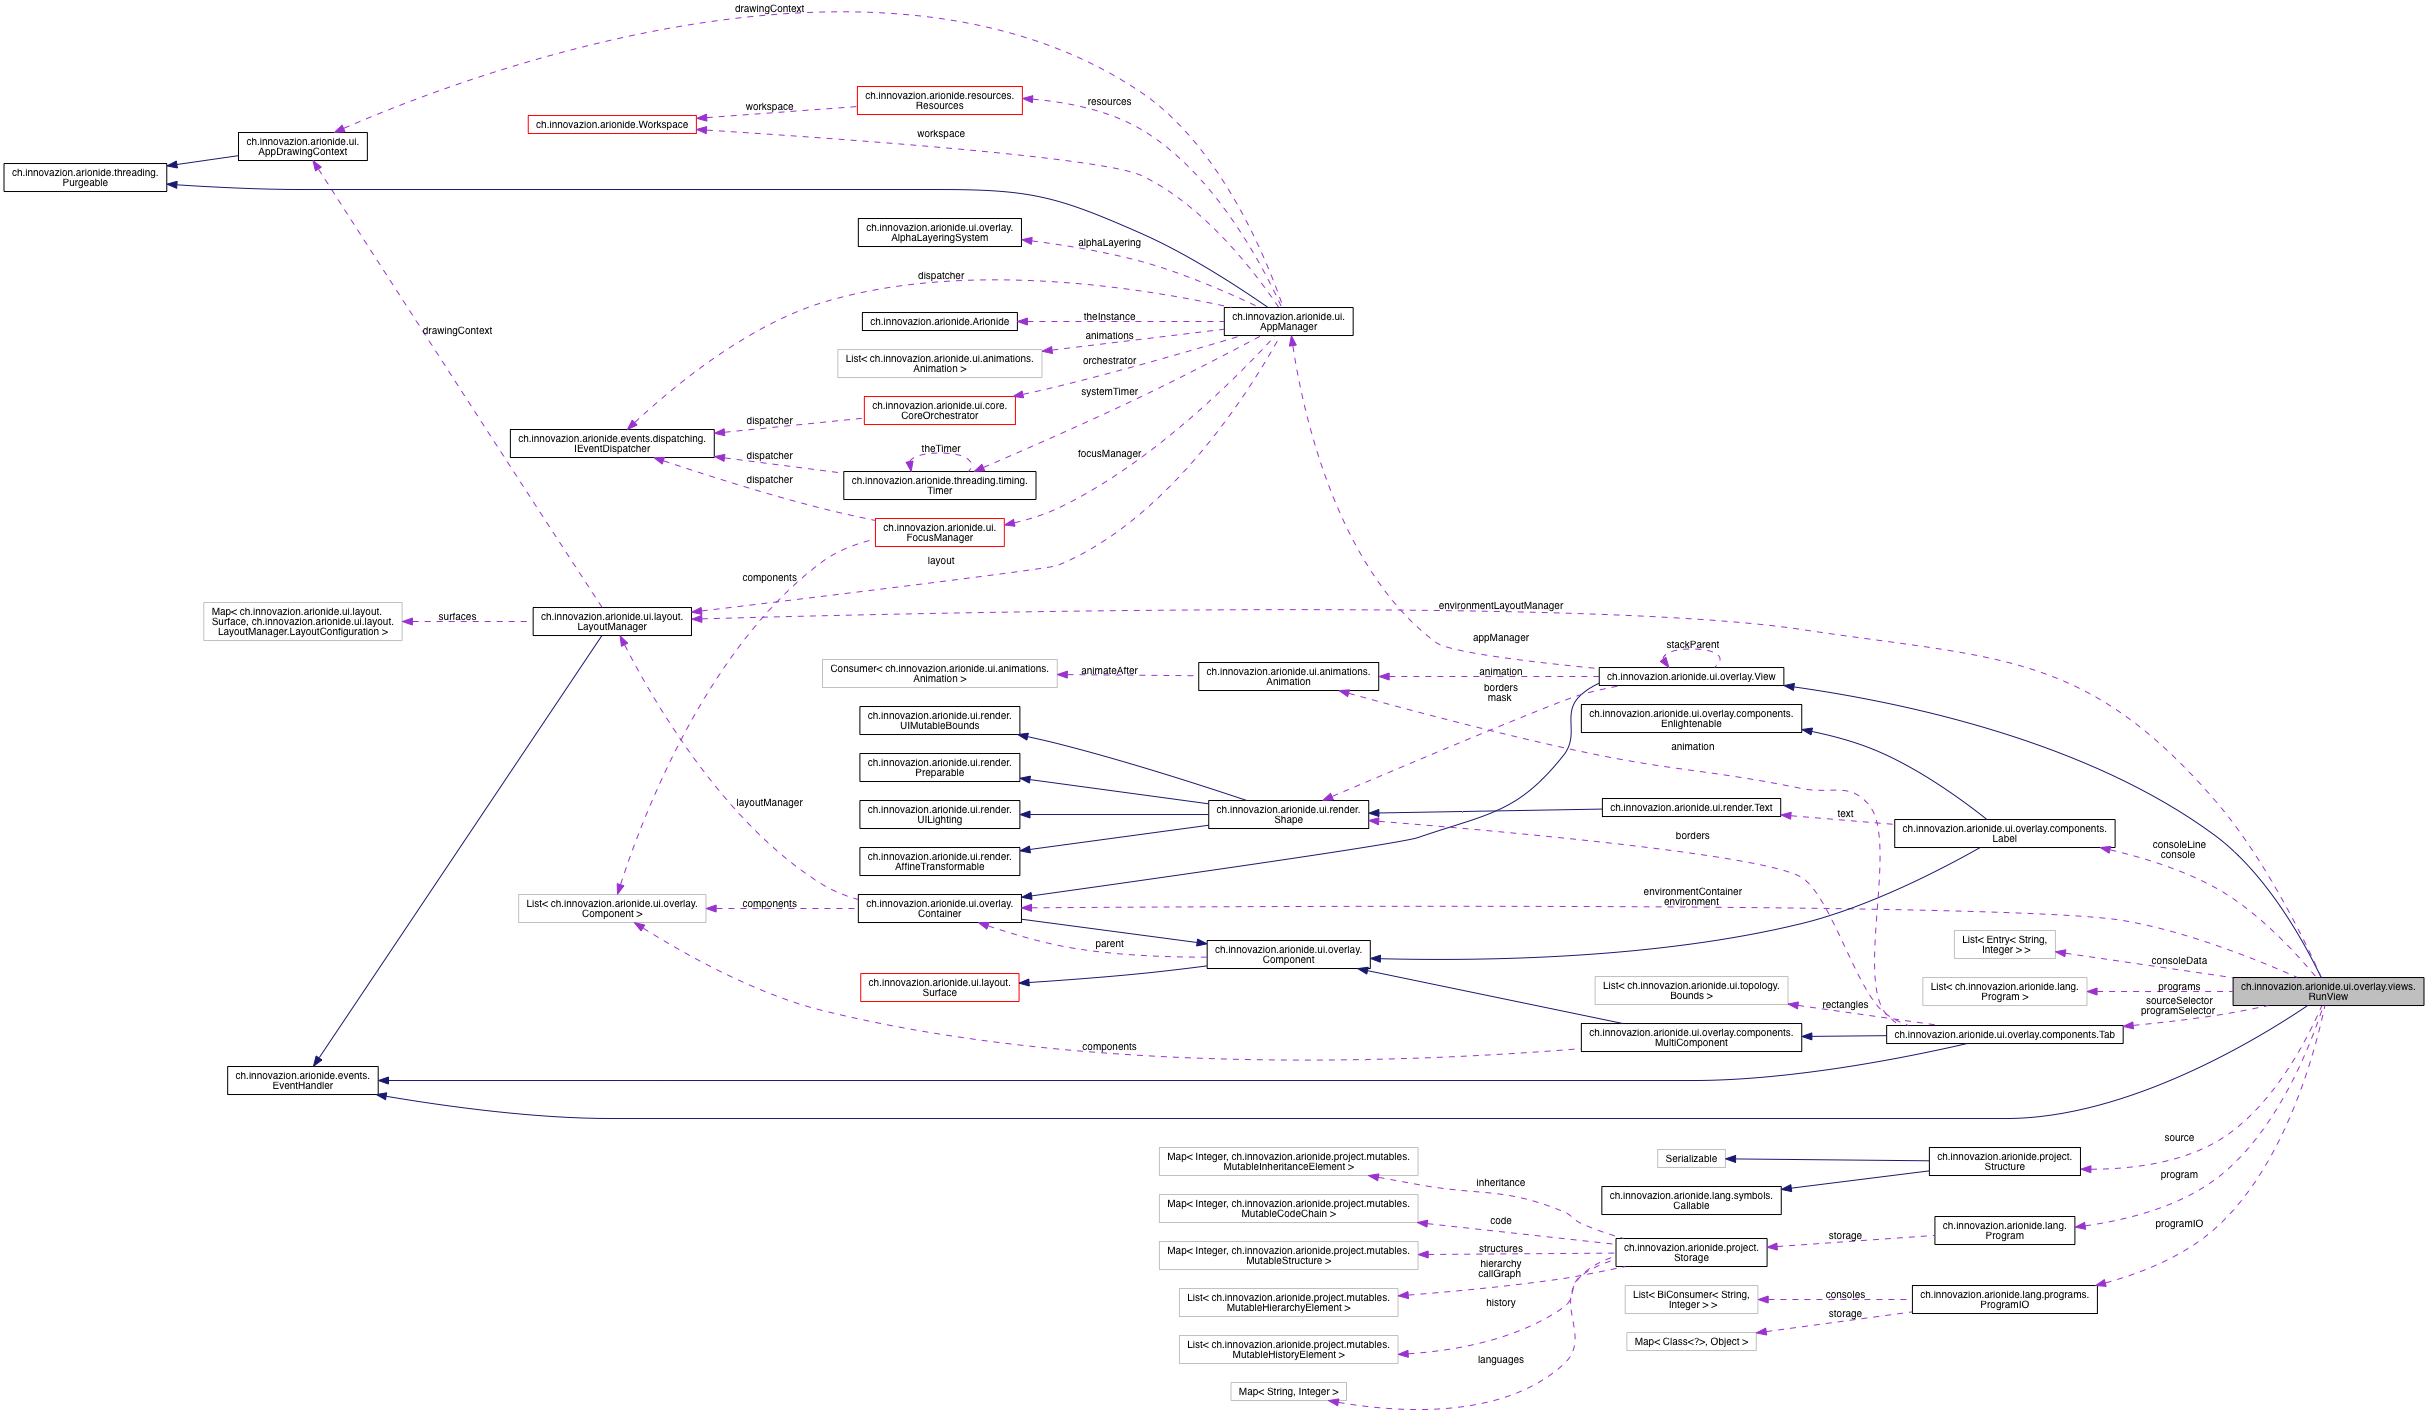 drawingContext
ch.innovazion.arionide.resources.
Resources
resources
workspace
ch.innovazion.arionide.Workspace
workspace
ch.innovazion.arionide.ui.
AppDrawingContext
ch.innovazion.arionide.threading.
Purgeable
ch.innovazion.arionide.ui.overlay.
AlphaLayeringSystem
alphaLayering
dispatcher
ch.innovazion.arionide.Arionide
theInstance
ch.innovazion.arionide.ui.
AppManager
drawingContext
animations
List< ch.innovazion.arionide.ui.animations.
Animation >
orchestrator
systemTimer
ch.innovazion.arionide.ui.core.
CoreOrchestrator
dispatcher
ch.innovazion.arionide.events.dispatching.
IEventDispatcher
theTimer
dispatcher
focusManager
dispatcher
ch.innovazion.arionide.threading.timing.
Timer
ch.innovazion.arionide.ui.
FocusManager
layout
components
environmentLayoutManager
Map< ch.innovazion.arionide.ui.layout.
Surface, ch.innovazion.arionide.ui.layout.
LayoutManager.LayoutConfiguration >
surfaces
ch.innovazion.arionide.ui.layout.
LayoutManager
appManager
stackParent
Consumer< ch.innovazion.arionide.ui.animations.
Animation >
animateAfter
ch.innovazion.arionide.ui.animations.
Animation
animation
ch.innovazion.arionide.ui.overlay.View
borders
mask
ch.innovazion.arionide.ui.render.
UIMutableBounds
ch.innovazion.arionide.ui.overlay.components.
Enlightenable
animation
ch.innovazion.arionide.ui.render.
Preparable
layoutManager
ch.innovazion.arionide.ui.render.
UILighting
ch.innovazion.arionide.ui.render.
Shape
ch.innovazion.arionide.ui.render.Text
text
ch.innovazion.arionide.ui.overlay.components.
Label
borders
consoleLine
console
ch.innovazion.arionide.ui.render.
AffineTransformable
environmentContainer
environment
List< ch.innovazion.arionide.ui.overlay.
Component >
components
ch.innovazion.arionide.ui.overlay.
Container
parent
ch.innovazion.arionide.ui.overlay.
Component
List< Entry< String,
Integer > >
consoleData
ch.innovazion.arionide.ui.layout.
Surface
List< ch.innovazion.arionide.ui.topology.
Bounds >
List< ch.innovazion.arionide.lang.
Program >
programs
ch.innovazion.arionide.ui.overlay.views.
RunView
rectangles
sourceSelector
programSelector
components
ch.innovazion.arionide.ui.overlay.components.
MultiComponent
ch.innovazion.arionide.ui.overlay.components.Tab
ch.innovazion.arionide.events.
EventHandler
source
Map< Integer, ch.innovazion.arionide.project.mutables.
MutableInheritanceElement >
Serializable
ch.innovazion.arionide.project.
Structure
inheritance
program
Map< Integer, ch.innovazion.arionide.project.mutables.
MutableCodeChain >
ch.innovazion.arionide.lang.symbols.
Callable
code
programIO
ch.innovazion.arionide.lang.
Program
storage
Map< Integer, ch.innovazion.arionide.project.mutables.
MutableStructure >
structures
ch.innovazion.arionide.project.
Storage
hierarchy
callGraph
List< ch.innovazion.arionide.project.mutables.
MutableHierarchyElement >
history
List< BiConsumer< String,
Integer > >
consoles
ch.innovazion.arionide.lang.programs.
ProgramIO
storage
Map< Class<?>, Object >
List< ch.innovazion.arionide.project.mutables.
MutableHistoryElement >
languages
Map< String, Integer >